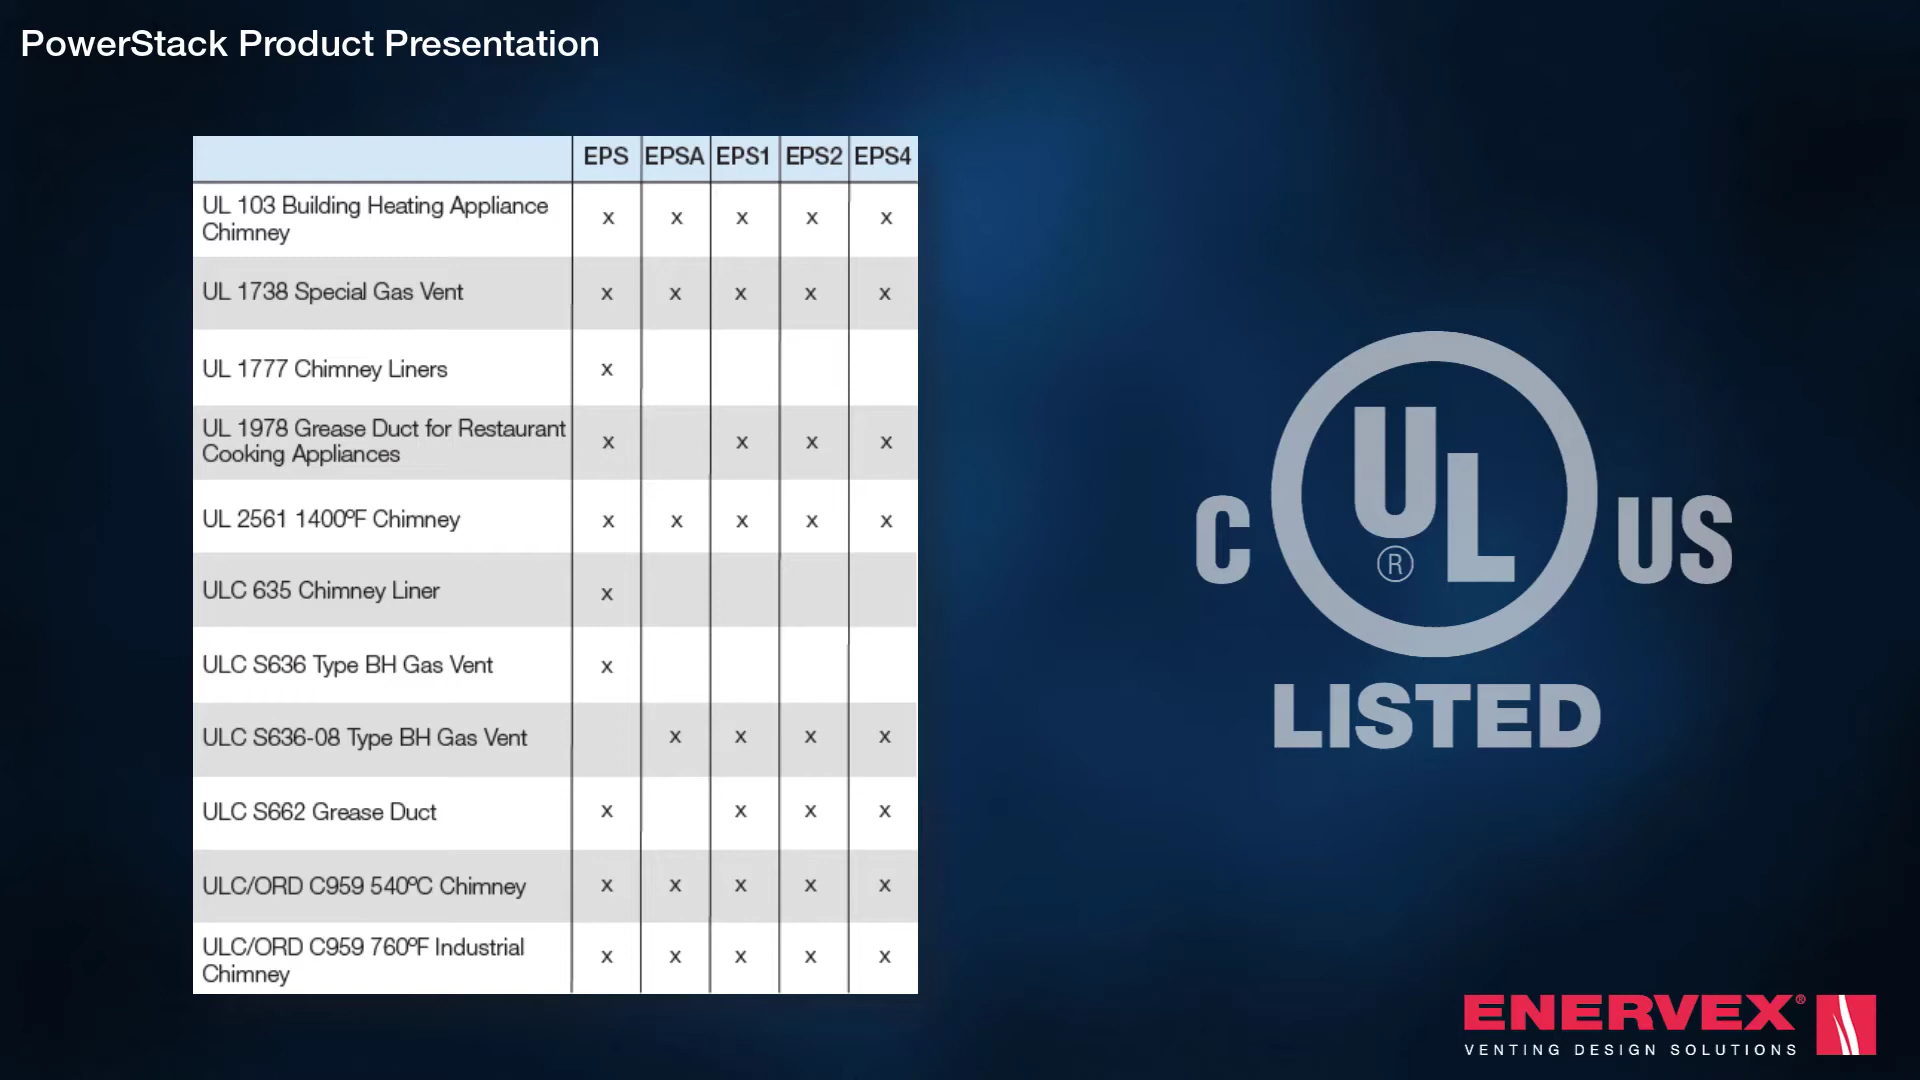 PowerStack Product Presentation
EPS EPSA EPS1 EPS2 EPS4
UL 103 Building Heating Appliance
Chimney x x x x x
UL 1738 Special Gas Vent x x x x x
UL 1777 Chimney Liners x
UL 1978 Grease Duct for Restaurant
Cooking Appliances x x x x
UL 2561 1400ºF Chimney x x x x x
ULC 635 Chimney Liner x
ULC S636 Type BH Gas Vent x
ULC S636-08 Type BH Gas Vent x x x x
ULC S662 Grease Duct x x x x
ULC/ORD C959 540ºC Chimney x x x x x
ULC/ORD C959 760ºF Industrial
Chimney x x x x x
C UL ® US
LISTED
ENERVEX®
VENTING DESIGN SOLUTIONS